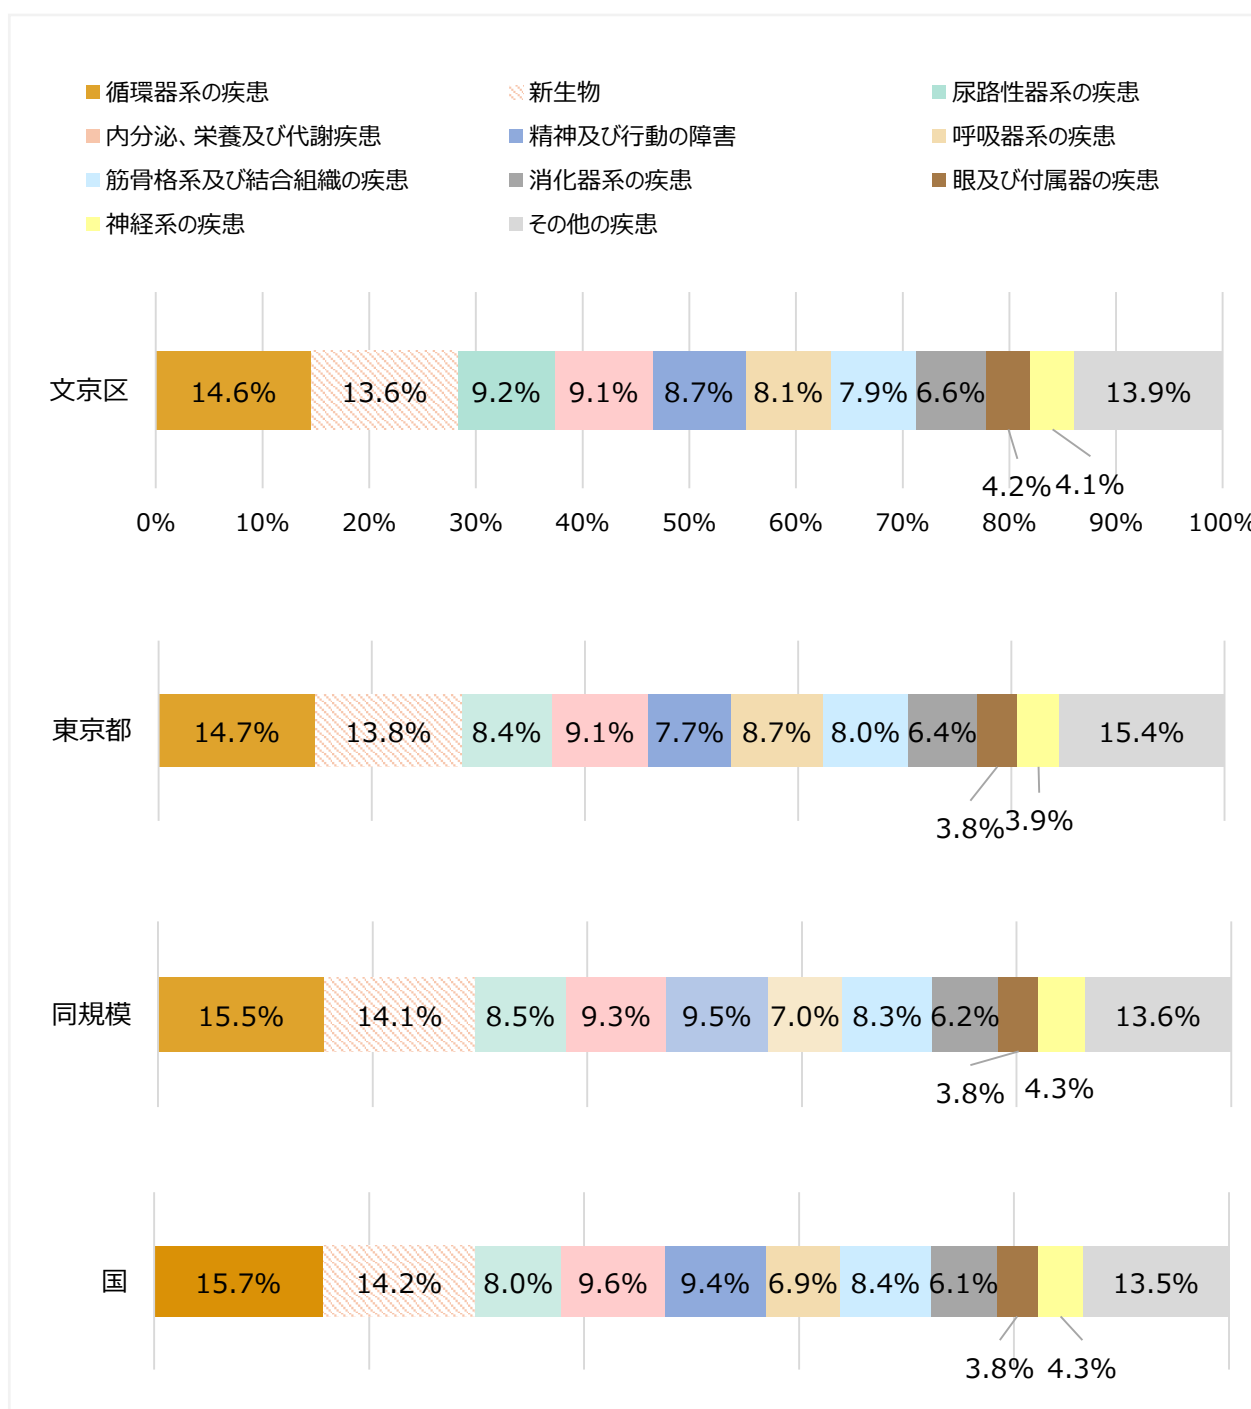 循環器系の疾患 新生物 尿路性器系の疾患
内分泌、栄養及び代謝疾患 精神及び行動の障害 呼吸器系の疾患
筋骨格系及び結合組織の疾患 消化器系の疾患 眼及び付属器の疾患
神経系の疾患 その他の疾患
文京区 14.6% 13.6% 9.2% 9.1% 8.7% 8.1% 7.9% 6.6% 13.9%
4.2% 4.1%
0% 10% 20% 30% 40% 50% 60% 70% 80% 90% 100%
東京都 14.7% 13.8% 8.4% 9.1% 7.7% 8.7% 8.0% 6.4% 15.4%
3.8% 3.9%
同規模 15.5% 14.1% 8.5% 9.3% 9.5% 7.0% 8.3% 6.2% 13.6%
3.8% 4.3%
国 15.7% 14.2% 8.0% 9.6% 9.4% 6.9% 8.4% 6.1% 13.5%
3.8% 4.3%